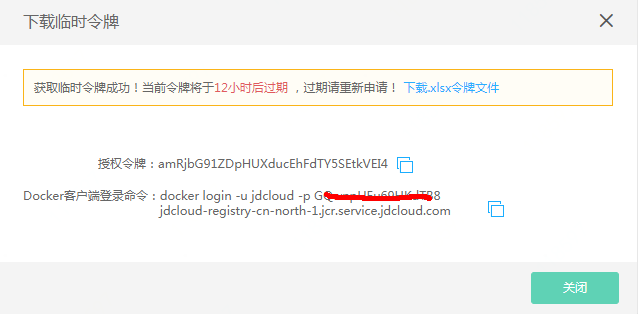 下载临时令牌
获取临时令牌成功！当前令牌将于12小时后过期 ，过期请重新申请！ 下载.xlsx令牌文件
授权令牌：amRjbG91ZDpHUXducEhFdTY5SEtkVEI4
Docker客户端登录命令：docker login -u jdcloud -p
jdcloud-registry-cn-north-1.jcr.service.jdcloud.com
关闭